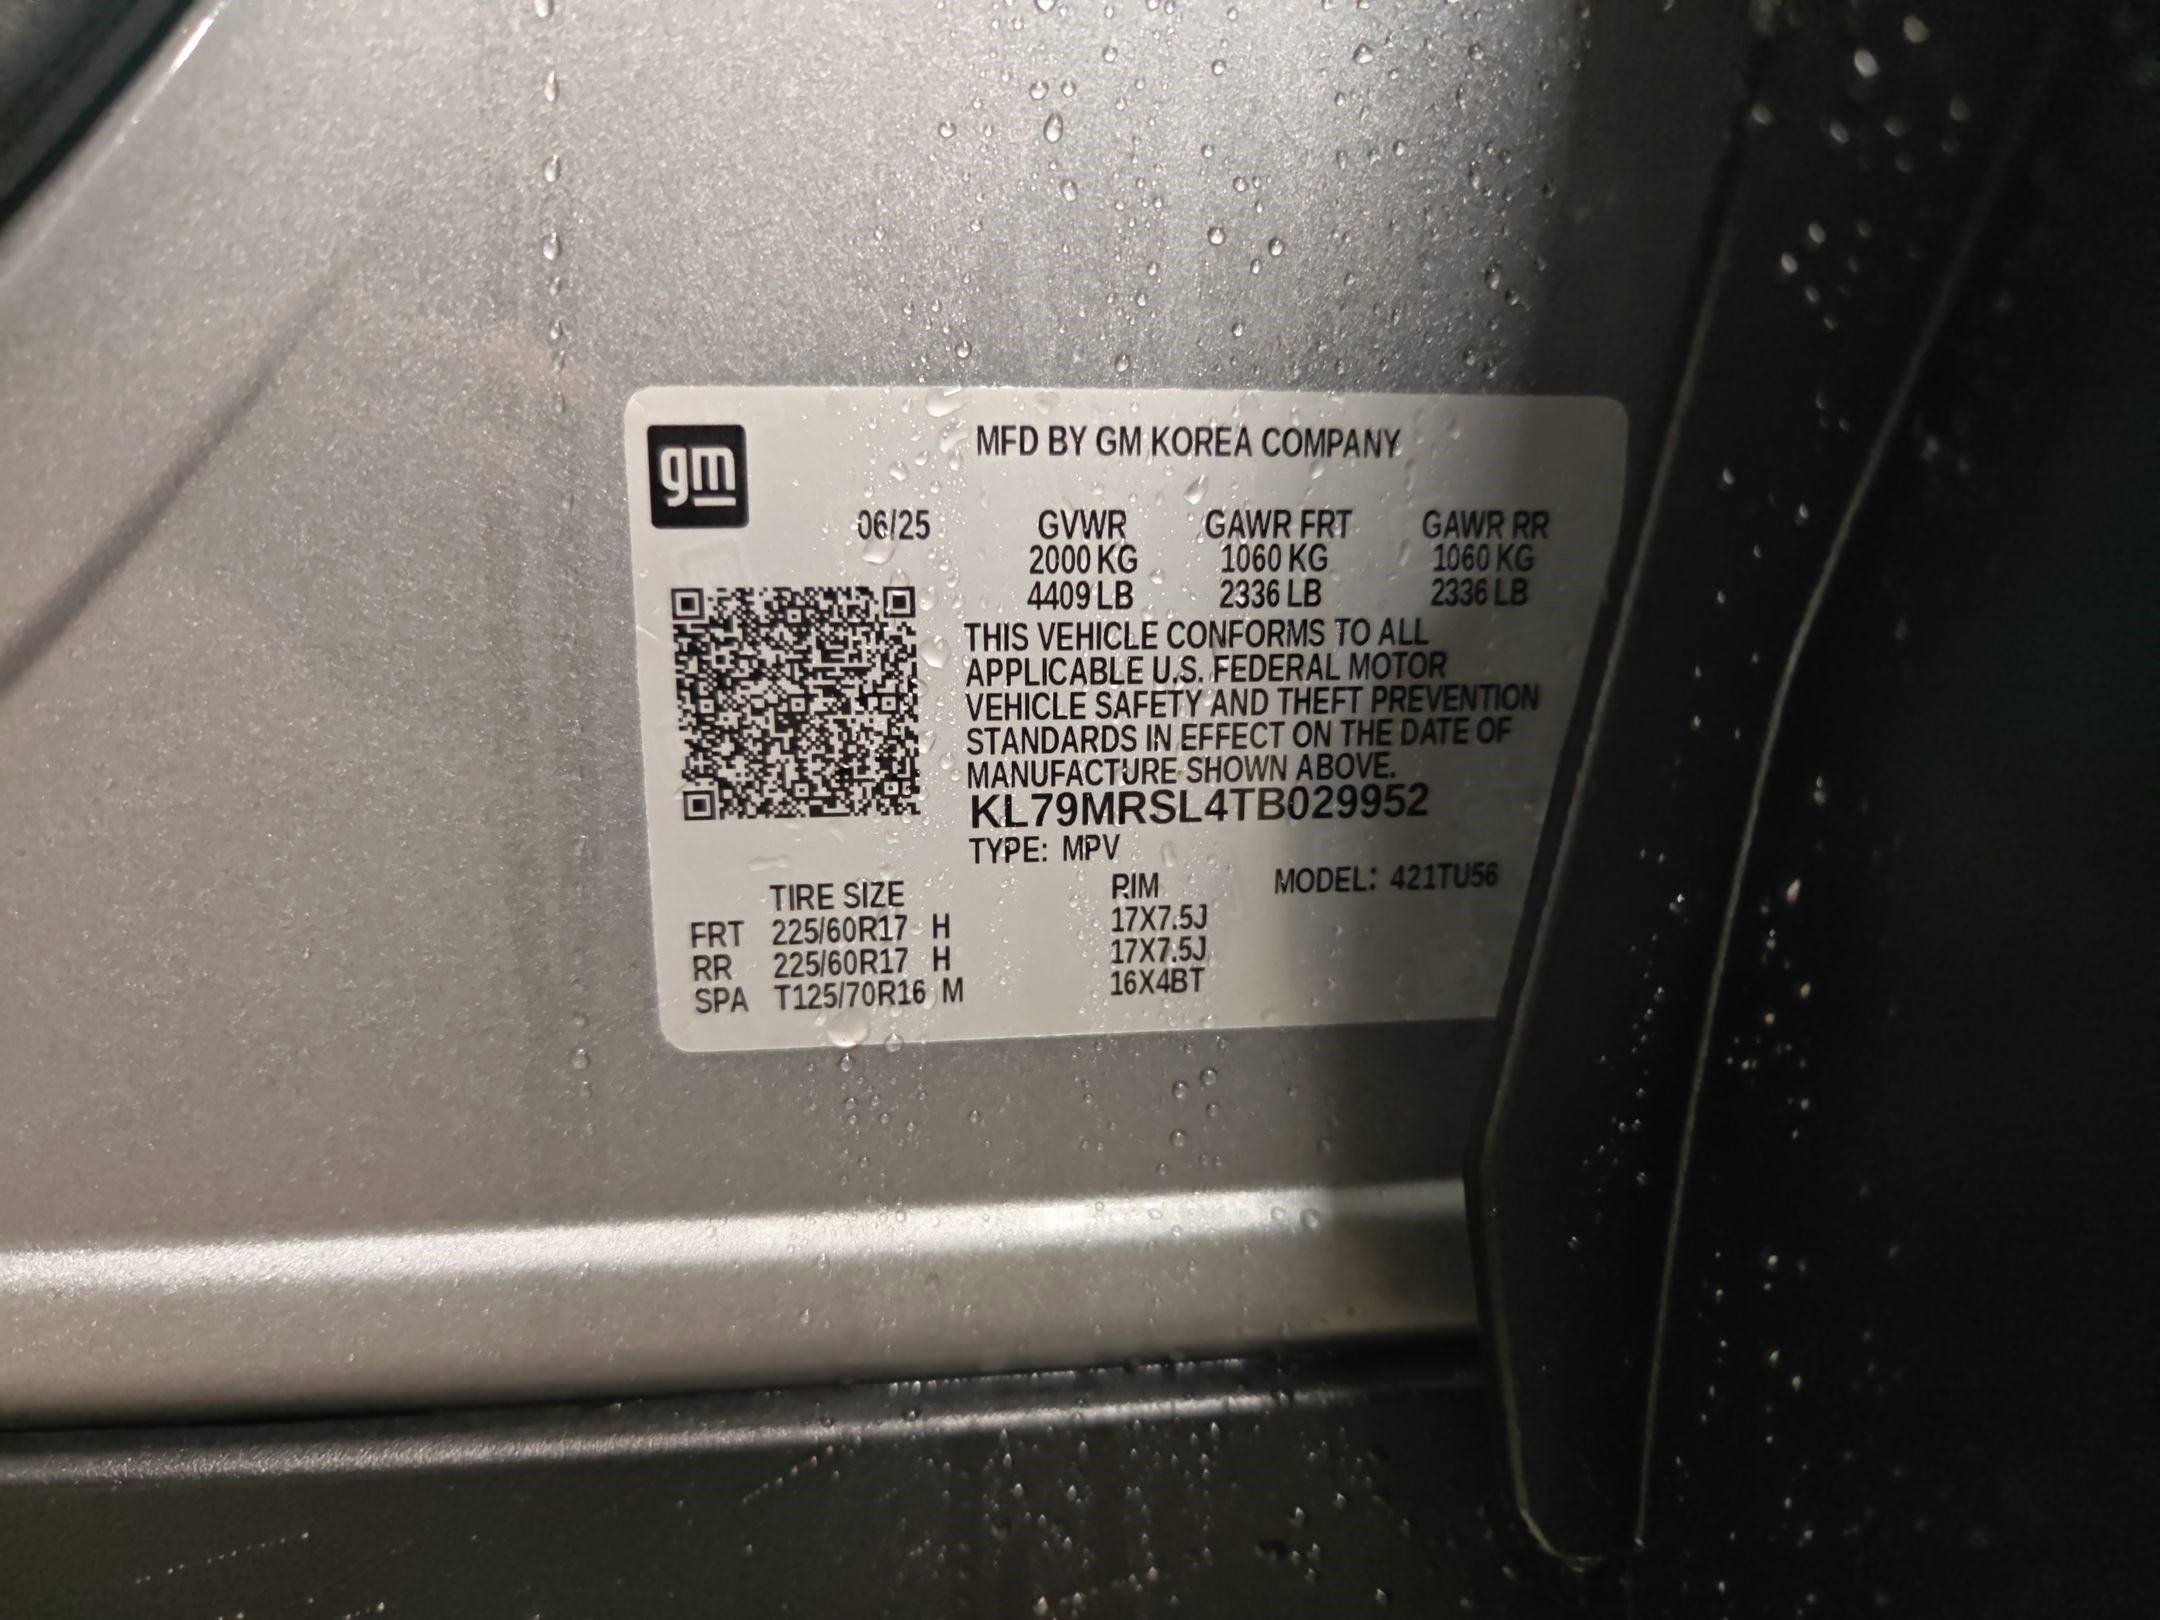 gm
MFD BY GM KOREA COMPANY
06/25 GVWR GAWR FRT GAWR RR
2000 KG 1060 KG 1060 KG
4409 LB 2336 LB 2336 LB
THIS VEHICLE CONFORMS TO ALL
APPLICABLE U.S. FEDERAL MOTOR
VEHICLE SAFETY AND THEFT PREVENTION
STANDARDS IN EFFECT ON THE DATE OF
MANUFACTURE SHOWN ABOVE.
KL79MRSL4TB029952
TYPE: MPV
MODEL: 421TU56
TIRE SIZE RIM
FRT 225/60R17 H 17X7.5J
RR 225/60R17 H 17X7.5J
SPA T125/70R16 M 16X4BT